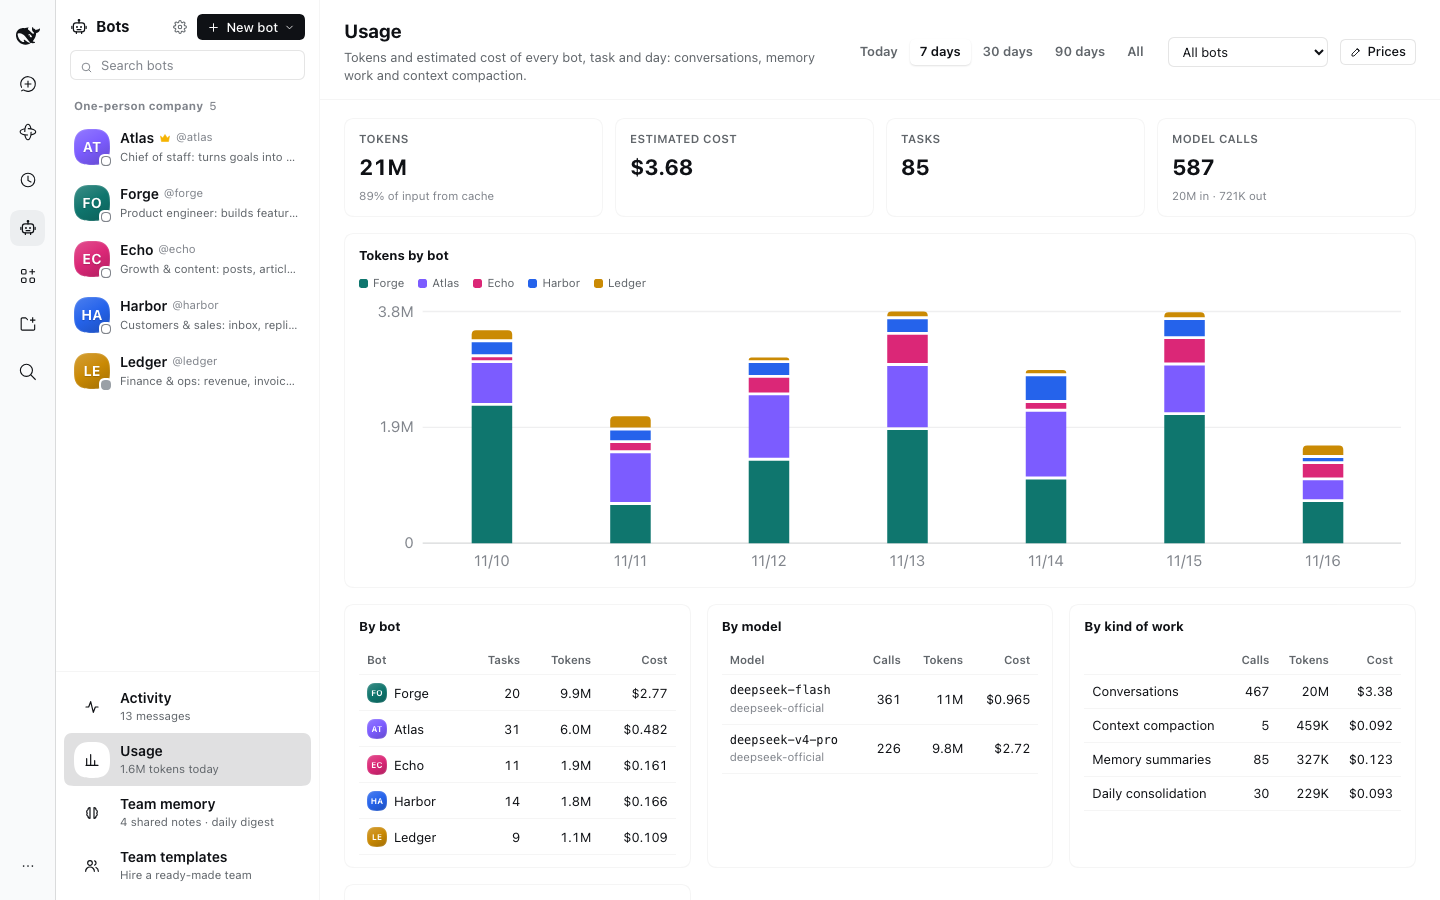 Bots
New bot
Search bots
One-person company 5
AT
Atlas @atlas
Chief of staff: turns goals into ...
FO
Forge @forge
Product engineer: builds featur...
EC
Echo @echo
Growth & content: posts, articl...
HA
Harbor @harbor
Customers & sales: inbox, repli...
LE
Ledger @ledger
Finance & ops: revenue, invoic...
Activity
13 messages
Usage
1.6M tokens today
Team memory
4 shared notes · daily digest
Team templates
Hire a ready-made team
Usage
Tokens and estimated cost of every bot, task and day: conversations, memory
work and context compaction.
Today 7 days 30 days 90 days All
All bots
Prices
TOKENS
21M
89% of input from cache
ESTIMATED COST
$3.68
TASKS
85
MODEL CALLS
587
20M in · 721K out
Tokens by bot
Forge Atlas Echo Harbor Ledger
3.8M
1.9M
0
11/10 11/11 11/12 11/13 11/14 11/15 11/16
By bot
Bot Tasks Tokens Cost
FO Forge 20 9.9M $2.77
AT Atlas 31 6.0M $0.482
EC Echo 11 1.9M $0.161
HA Harbor 14 1.8M $0.166
LE Ledger 9 1.1M $0.109
By model
Model Calls Tokens Cost
deepseek-flash 361 11M $0.965
deepseek-official
deepseek-v4-pro 226 9.8M $2.72
deepseek-official
By kind of work
Calls Tokens Cost
Conversations 467 20M $3.38
Context compaction 5 459K $0.092
Memory summaries 85 327K $0.123
Daily consolidation 30 229K $0.093